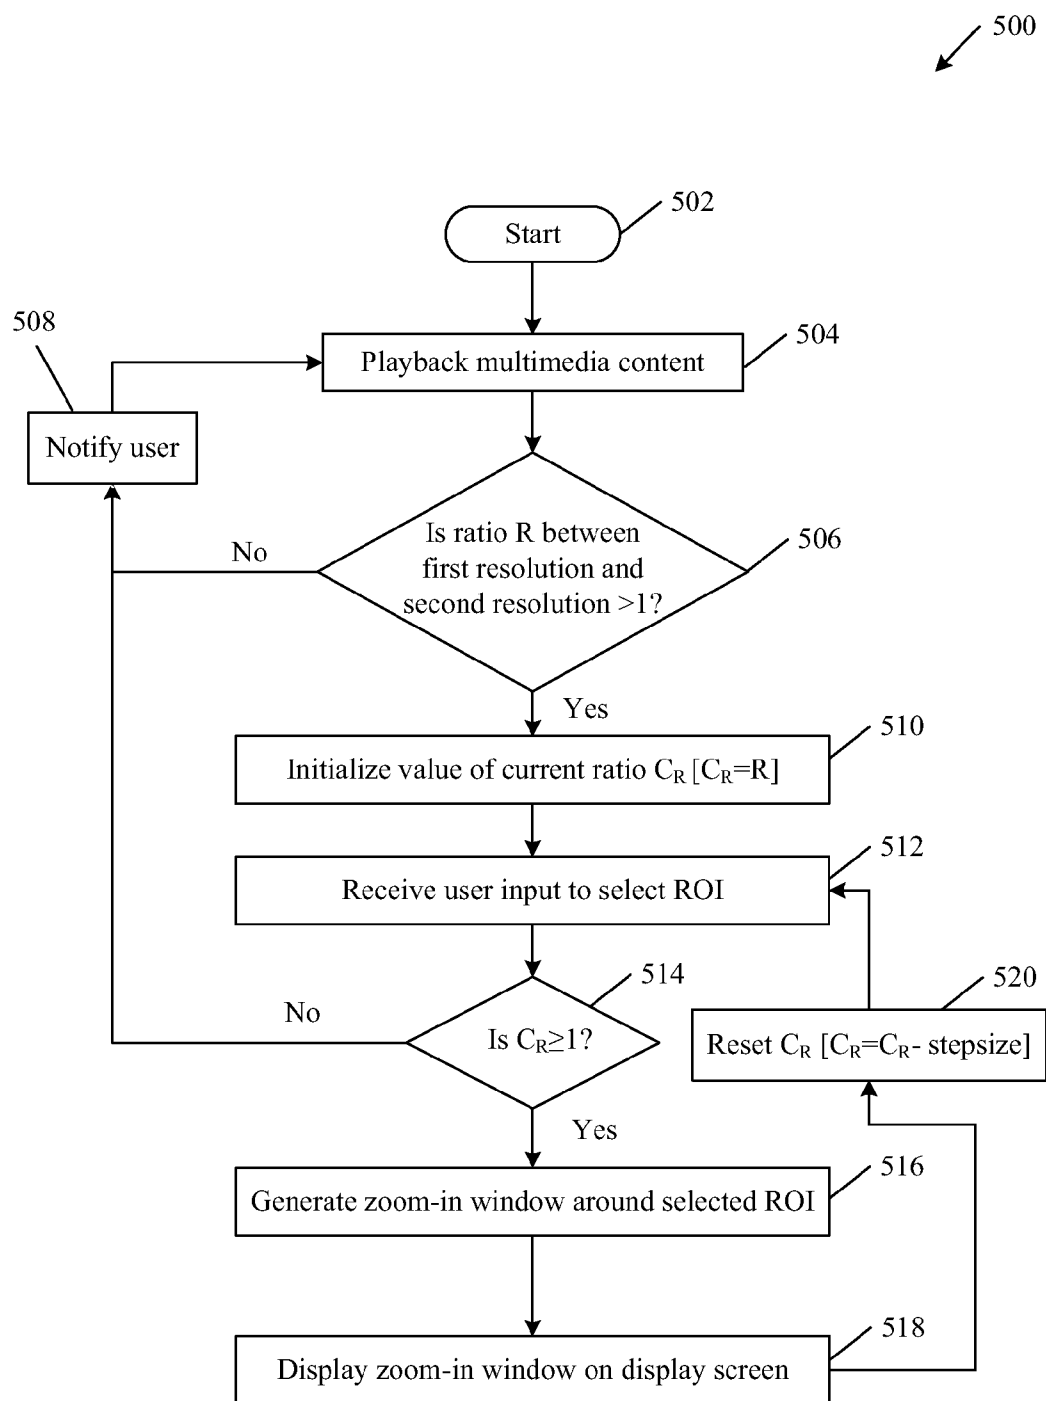 500
502
Start
508
504
Playback multimedia content
Notify user
Is ratio R between
first resolution and
second resolution >1?
506
No
Yes
510
Initialize value of current ratio C_R [C_R=R]
512
Receive user input to select ROI
514
520
No
Is C_R≥1?
Reset C_R [C_R=C_R- stepsize]
Yes
516
Generate zoom-in window around selected ROI
518
Display zoom-in window on display screen